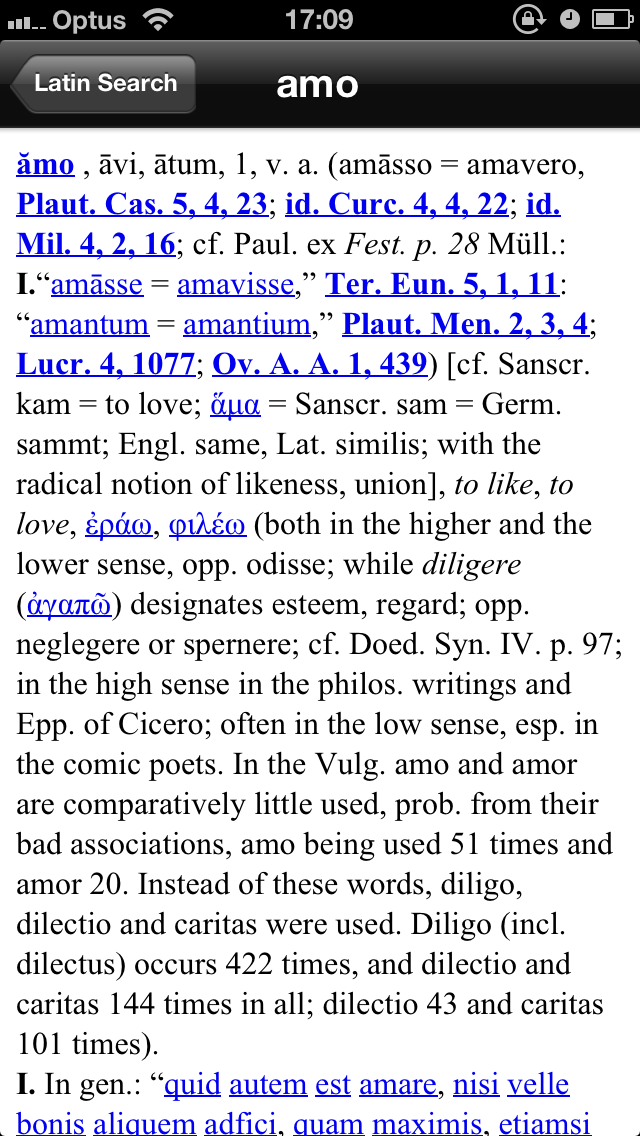 Optus 17:09
Latin Search amo
ămo , āvi, ātum, 1, v. a. (amāsso = amavero,
Plaut. Cas. 5, 4, 23; id. Curc. 4, 4, 22; id.
Mil. 4, 2, 16; cf. Paul. ex Fest. p. 28 Müll.:
I.“amāsse = amavisse,” Ter. Eun. 5, 1, 11:
“amantum = amantium,” Plaut. Men. 2, 3, 4;
Lucr. 4, 1077; Ov. A. A. 1, 439) [cf. Sanscr.
kam = to love; ἅμα = Sanscr. sam = Germ.
sammt; Engl. same, Lat. similis; with the
radical notion of likeness, union], to like, to
love, ἐράω, φιλέω (both in the higher and the
lower sense, opp. odisse; while diligere
(ἀγαπῶ) designates esteem, regard; opp.
neglegere or spernere; cf. Doed. Syn. IV. p. 97;
in the high sense in the philos. writings and
Epp. of Cicero; often in the low sense, esp. in
the comic poets. In the Vulg. amo and amor
are comparatively little used, prob. from their
bad associations, amo being used 51 times and
amor 20. Instead of these words, diligo,
dilectio and caritas were used. Diligo (incl.
dilectus) occurs 422 times, and dilectio and
caritas 144 times in all; dilectio 43 and caritas
101 times).
I. In gen.: “quid autem est amare, nisi velle
bonis aliquem adfici, quam maximis, etiamsi